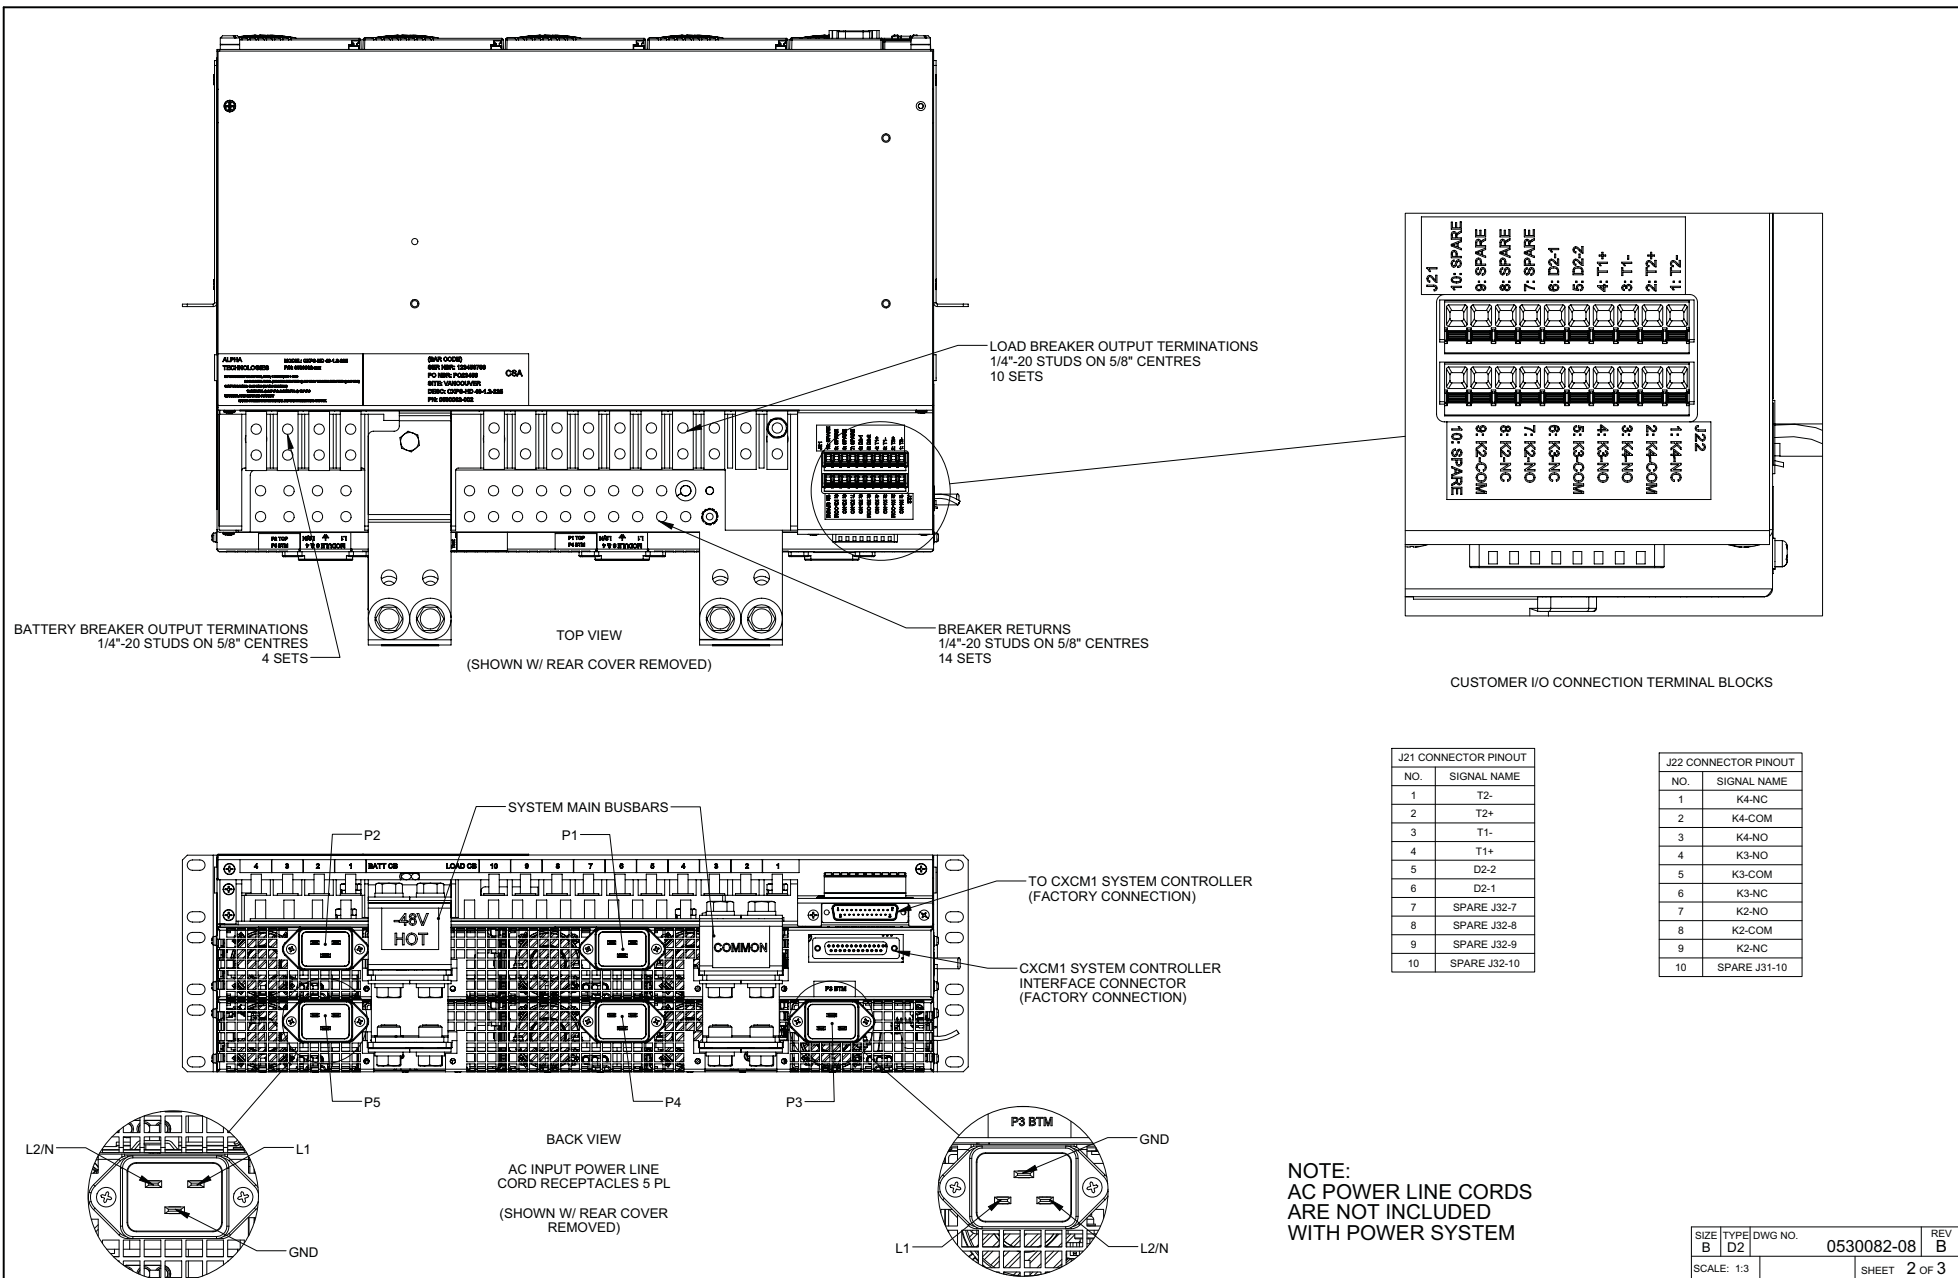 ALPHA
TECHNOLOGIES
(BAR CODE)
SER NBR: 123456789
SITE: VANCOUVER
CSA
LOAD BREAKER OUTPUT TERMINATIONS
1/4"-20 STUDS ON 5/8" CENTRES
10 SETS
BATTERY BREAKER OUTPUT TERMINATIONS
1/4"-20 STUDS ON 5/8" CENTRES
4 SETS
TOP VIEW
(SHOWN W/ REAR COVER REMOVED)
BREAKER RETURNS
1/4"-20 STUDS ON 5/8" CENTRES
14 SETS
J21
10: SPARE
9: SPARE
8: SPARE
7: SPARE
6: D2-1
5: D2-2
4: T1+
3: T1-
2: T2+
1: T2-
J22
10: SPARE
9: K2-COM
8: K2-NC
7: K2-NO
6: K3-NC
5: K3-COM
4: K3-NO
3: K4-NO
2: K4-COM
1: K4-NC
CUSTOMER I/O CONNECTION TERMINAL BLOCKS
J21 CONNECTOR PINOUT
NO. SIGNAL NAME
1 T2-
2 T2+
3 T1-
4 T1+
5 D2-2
6 D2-1
7 SPARE J32-7
8 SPARE J32-8
9 SPARE J32-9
10 SPARE J32-10
J22 CONNECTOR PINOUT
NO. SIGNAL NAME
1 K4-NC
2 K4-COM
3 K4-NO
4 K3-NO
5 K3-COM
6 K3-NC
7 K2-NO
8 K2-COM
9 K2-NC
10 SPARE J31-10
SYSTEM MAIN BUSBARS
P2
P1
4 3 2 1 BATT CB LOAD CB 10 9 8 7 6 5 4 3 2 1
-48V
HOT
COMMON
P3 BTM
TO CXCM1 SYSTEM CONTROLLER
(FACTORY CONNECTION)
CXCM1 SYSTEM CONTROLLER
INTERFACE CONNECTOR
(FACTORY CONNECTION)
P5
P4
P3
L2/N
L1
GND
BACK VIEW
AC INPUT POWER LINE
CORD RECEPTACLES 5 PL
(SHOWN W/ REAR COVER
REMOVED)
P3 BTM
GND
L1
L2/N
NOTE:
AC POWER LINE CORDS
ARE NOT INCLUDED
WITH POWER SYSTEM
SIZE TYPE DWG NO. REV
B D2 0530082-08 B
SCALE: 1:3 SHEET 2 OF 3